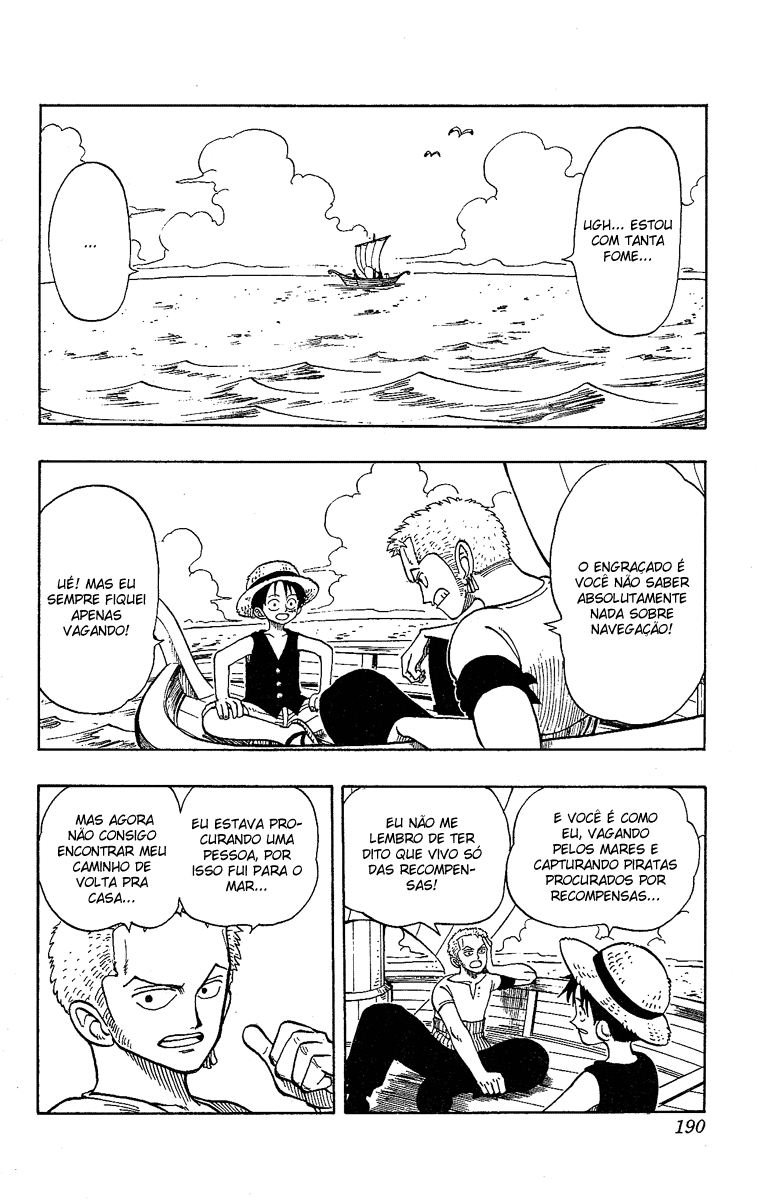 UGH... ESTOU
COM TANTA
FOME...
...
O ENGRAÇADO É
VOCÊ NÃO SABER
ABSOLUTAMENTE
NADA SOBRE
NAVEGAÇÃO!
UÉ! MAS EU
SEMPRE FIQUEI
APENAS
VAGANDO!
E VOCÊ É COMO
EU, VAGANDO
PELOS MARES E
CAPTURANDO PIRATAS
PROCURADOS POR
RECOMPENSAS...
EU NÃO ME
LEMBRO DE TER
DITO QUE VIVO SÓ
DAS RECOMPEN-
SAS!
EU ESTAVA PRO-
CURANDO UMA
PESSOA, POR
ISSO FUI PARA O
MAR...
MAS AGORA
NÃO CONSIGO
ENCONTRAR MEU
CAMINHO DE
VOLTA PRA
CASA...
190